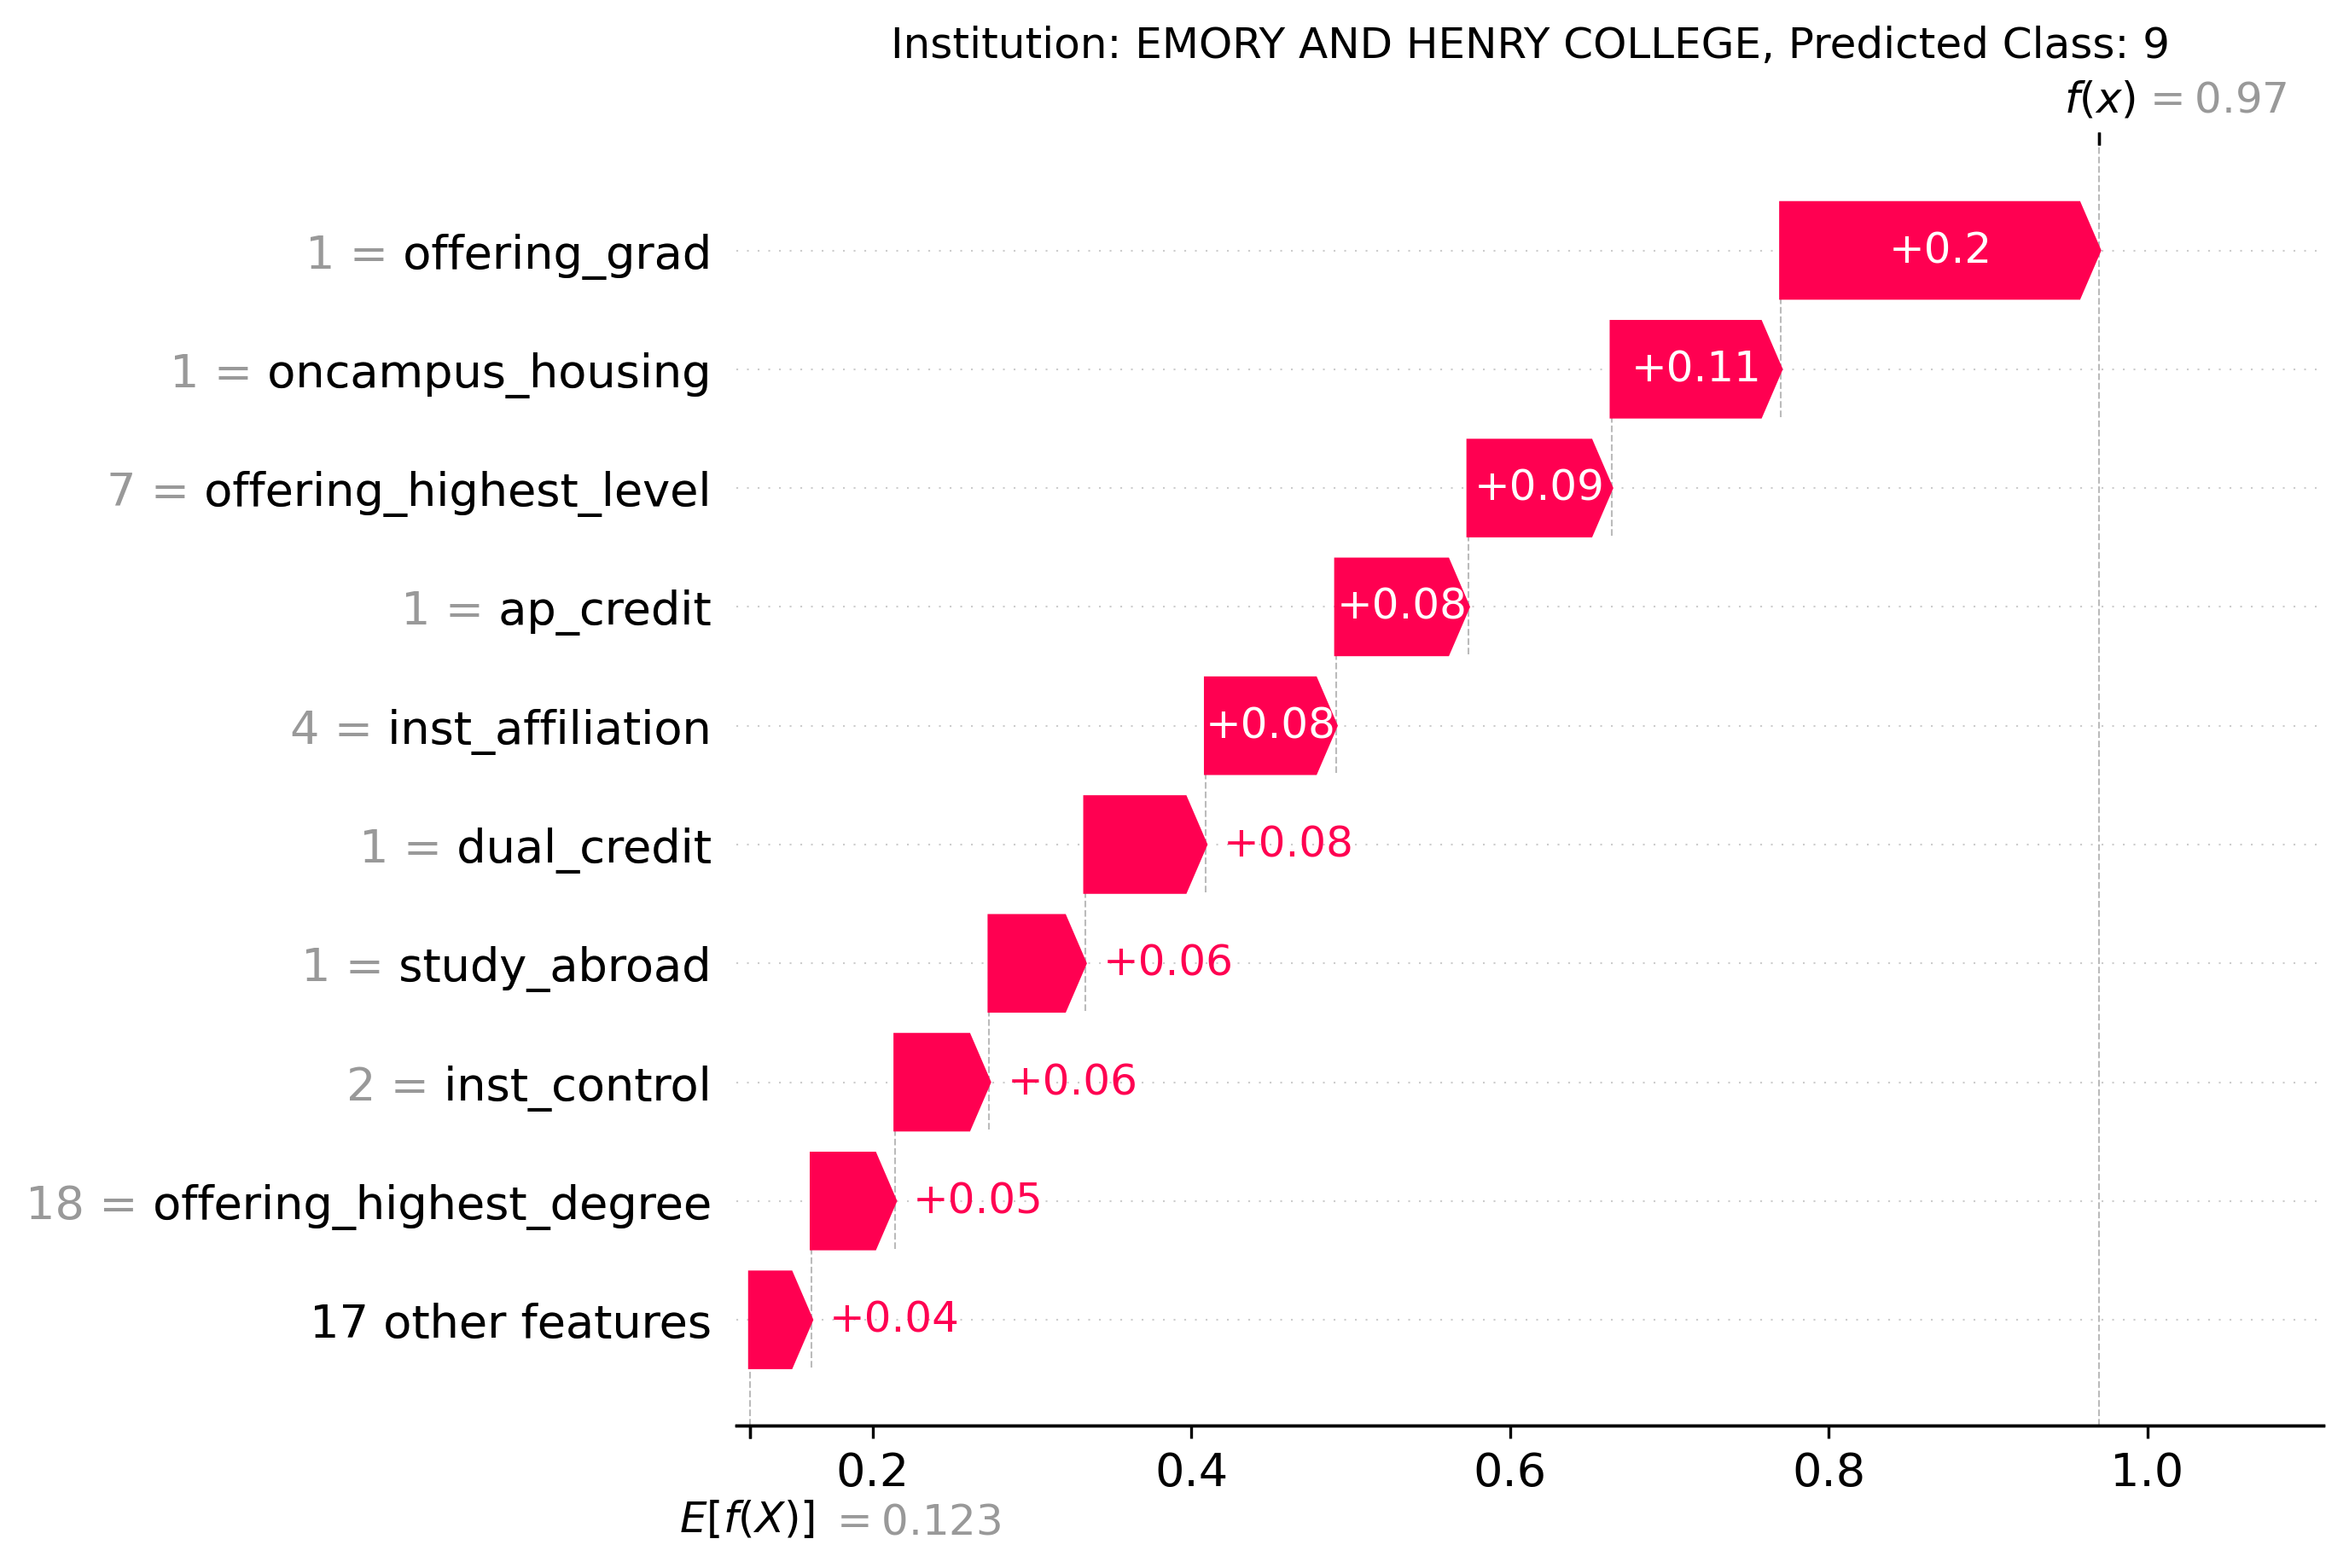 Institution: EMORY AND HENRY COLLEGE, Predicted Class: 9
f(x) = 0.97
1 = offering_grad
+0.2
1 = oncampus_housing
+0.11
7 = offering_highest_level
+0.09
1 = ap_credit
+0.08
4 = inst_affiliation
+0.08
1 = dual_credit
+0.08
1 = study_abroad
+0.06
2 = inst_control
+0.06
18 = offering_highest_degree
+0.05
17 other features
+0.04
0.2 0.4 0.6 0.8 1.0
E[f(X)] = 0.123